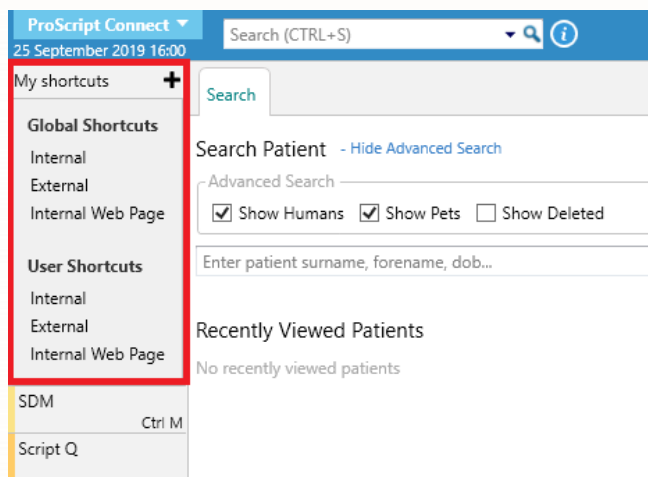 ProScript Connect
25 September 2019 16:00
Search (CTRL+S)
i
My shortcuts
Global Shortcuts
Internal
External
Internal Web Page
User Shortcuts
Internal
External
Internal Web Page
SDM
Ctrl M
Script Q
Search
Search Patient - Hide Advanced Search
Advanced Search
Show Humans Show Pets Show Deleted
Enter patient surname, forename, dob...
Recently Viewed Patients
No recently viewed patients